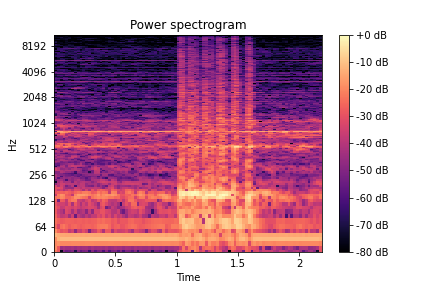 Power spectrogram
+0 dB
8192
-10 dB
4096
-20 dB
2048
-30 dB
1024
Hz
512
-40 dB
256
-50 dB
128
-60 dB
64
-70 dB
0
-80 dB
0 0.5 1 1.5 2
Time